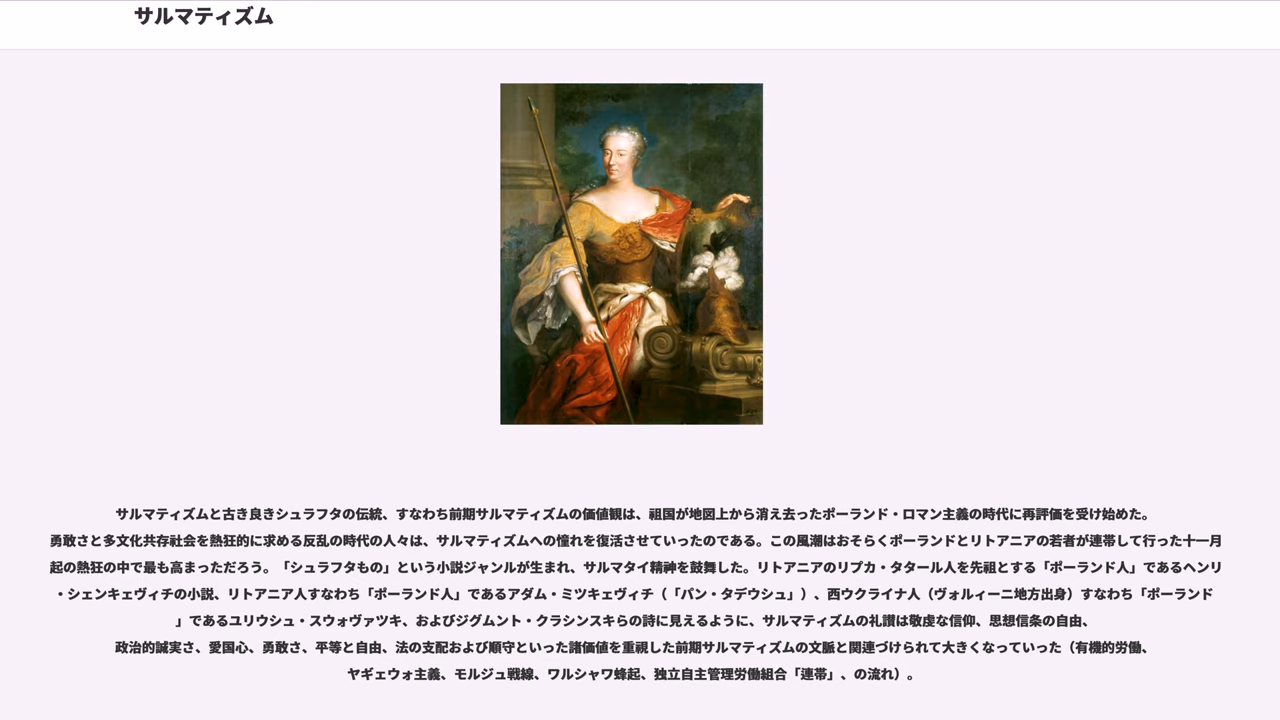 サルマティズム
サルマティズムと古き良きシュラフタの伝統、すなわち前期サルマティズムの価値観は、祖国が地図上から消え去ったポーランド・ロマン主義の時代に再評価を受け始めた。
勇敢さと多文化共存社会を熱狂的に求める反乱の時代の人々は、サルマティズムへの憧れを復活させていったのである。この風潮はおそらくポーランドとリトアニアの若者が連帯して行った十一月
起の熱狂の中で最も高まっただろう。「シュラフタもの」という小説ジャンルが生まれ、サルマタイ精神を鼓舞した。リトアニアのリプカ・タタール人を先祖とする「ポーランド人」であるヘンリ
・シェンキェヴィチの小説、リトアニア人すなわち「ポーランド人」であるアダム・ミツキェヴィチ（「パン・タデウシュ」）、西ウクライナ人（ヴォルィーニ地方出身）すなわち「ポーランド
」であるユリウシュ・スウォヴァツキ、およびジグムント・クラシンスキらの詩に見えるように、サルマティズムの礼讃は敬虔な信仰、思想信条の自由、
政治的誠実さ、愛国心、勇敢さ、平等と自由、法の支配および順守といった諸価値を重視した前期サルマティズムの文脈と関連づけられて大きくなっていった（有機的労働、
ヤギェウォ主義、モルジュ戦線、ワルシャワ蜂起、独立自主管理労働組合「連帯」、の流れ）。